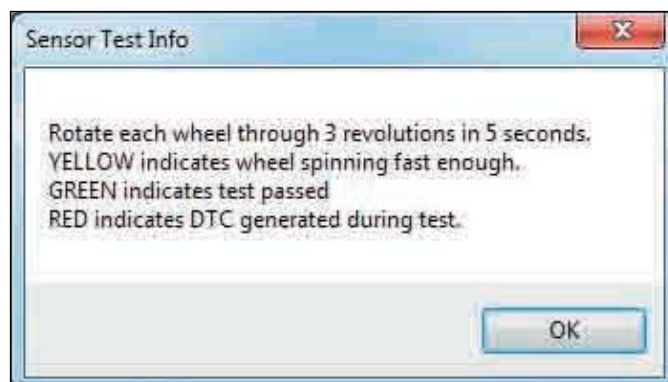 Sensor Test Info
Rotate each wheel through 3 revolutions in 5 seconds.
YELLOW indicates wheel spinning fast enough.
GREEN indicates test passed
RED indicates DTC generated during test.
OK